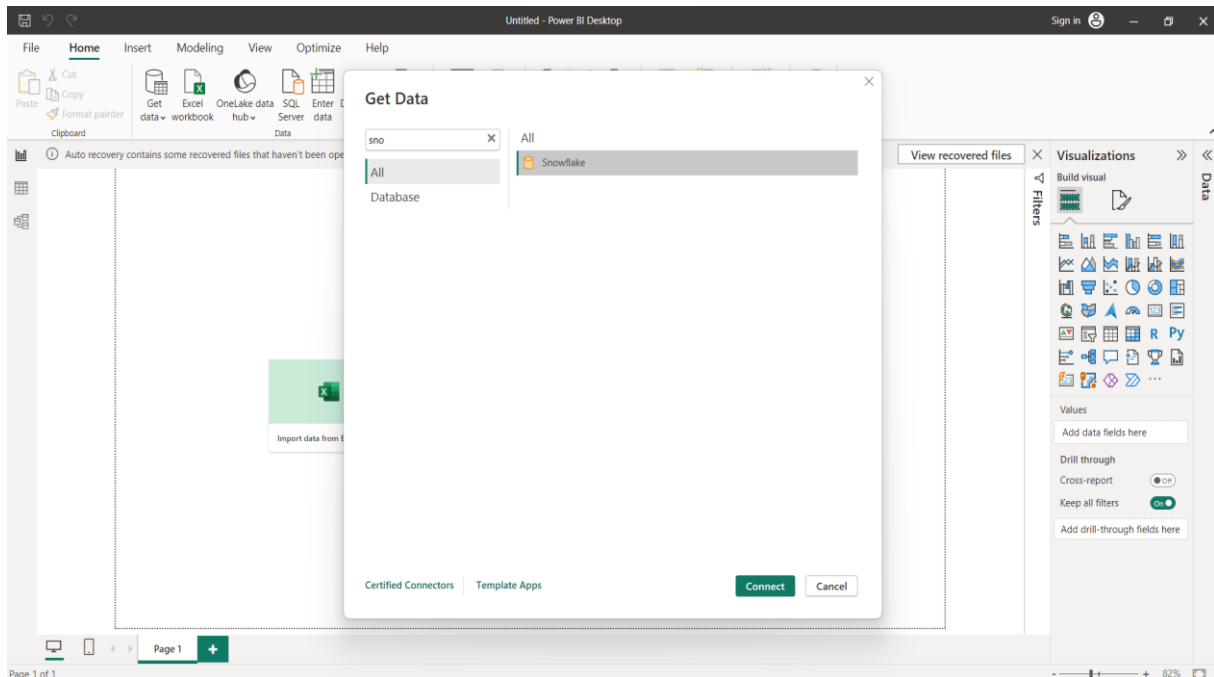 Untitled - Power BI Desktop
Sign in
File Home Insert Modeling View Optimize Help
Paste
Cut
Copy
Format painter
Clipboard
Get data
Excel workbook
OneLake data hub
SQL Server
Enter data
Data
Auto recovery contains some recovered files that haven't been ope
View recovered files
Import data from E
Get Data
sno
All
Database
All
Snowflake
Certified Connectors
Template Apps
Connect
Cancel
Filters
Visualizations
Build visual
R
Py
Values
Add data fields here
Drill through
Cross-report
Off
Keep all filters
On
Add drill-through fields here
Data
Page 1
Page 1 of 1
82%